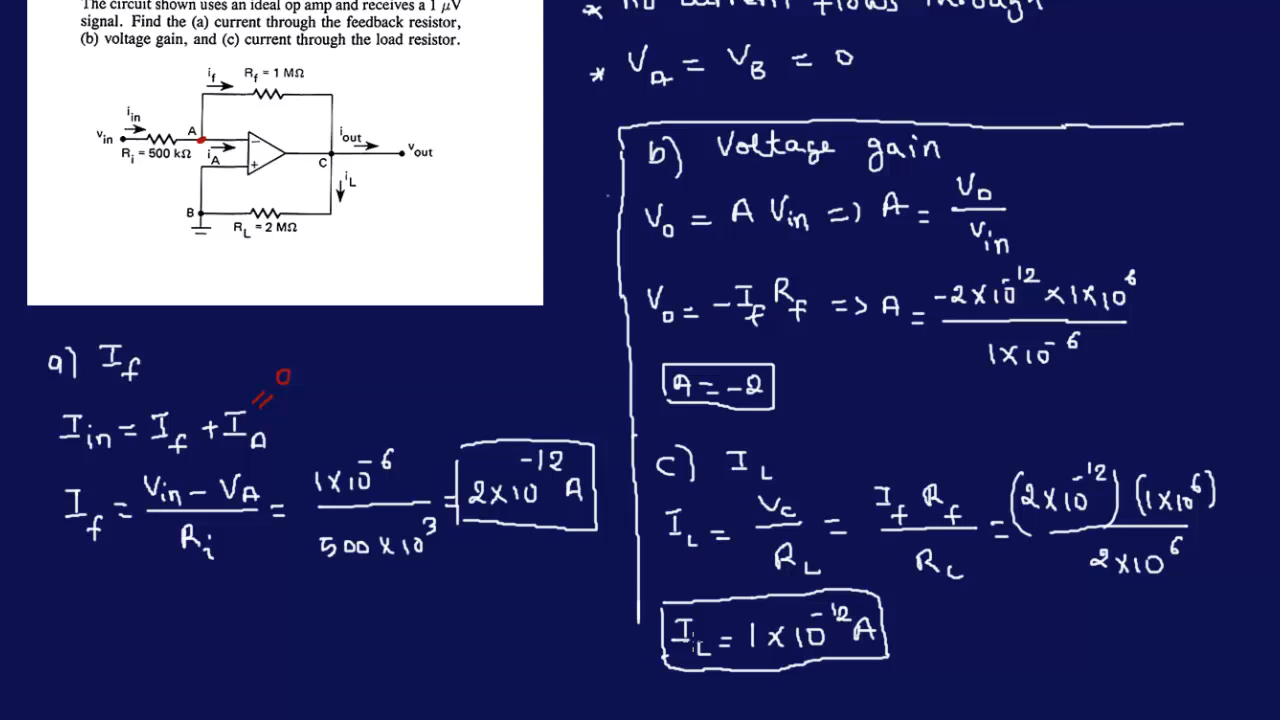 The circuit shown uses an ideal op amp and receives a 1 μV
signal. Find the (a) current through the feedback resistor,
(b) voltage gain, and (c) current through the load resistor.
i_f R_f = 1 MΩ
i_in
v_in A − i_out v_out
R_i = 500 kΩ i_A + C
i_L
B
R_L = 2 MΩ
* no current flows through
* V_A = V_B = 0
a) I_f
I_in = I_f + I_A = 0
I_f = (V_in - V_A) / R_i = 1×10^-6 / 500×10^3 = 2×10^-12 A
b) Voltage gain
V_o = A V_in => A = V_o / V_in
V_o = -I_f R_f => A = -2×10^-12 × 1×10^6 / 1×10^-6
A = -2
c) I_L
I_L = V_c / R_L = I_f R_f / R_L = (2×10^-12) (1×10^6) / 2×10^6
I_L = 1×10^-12 A